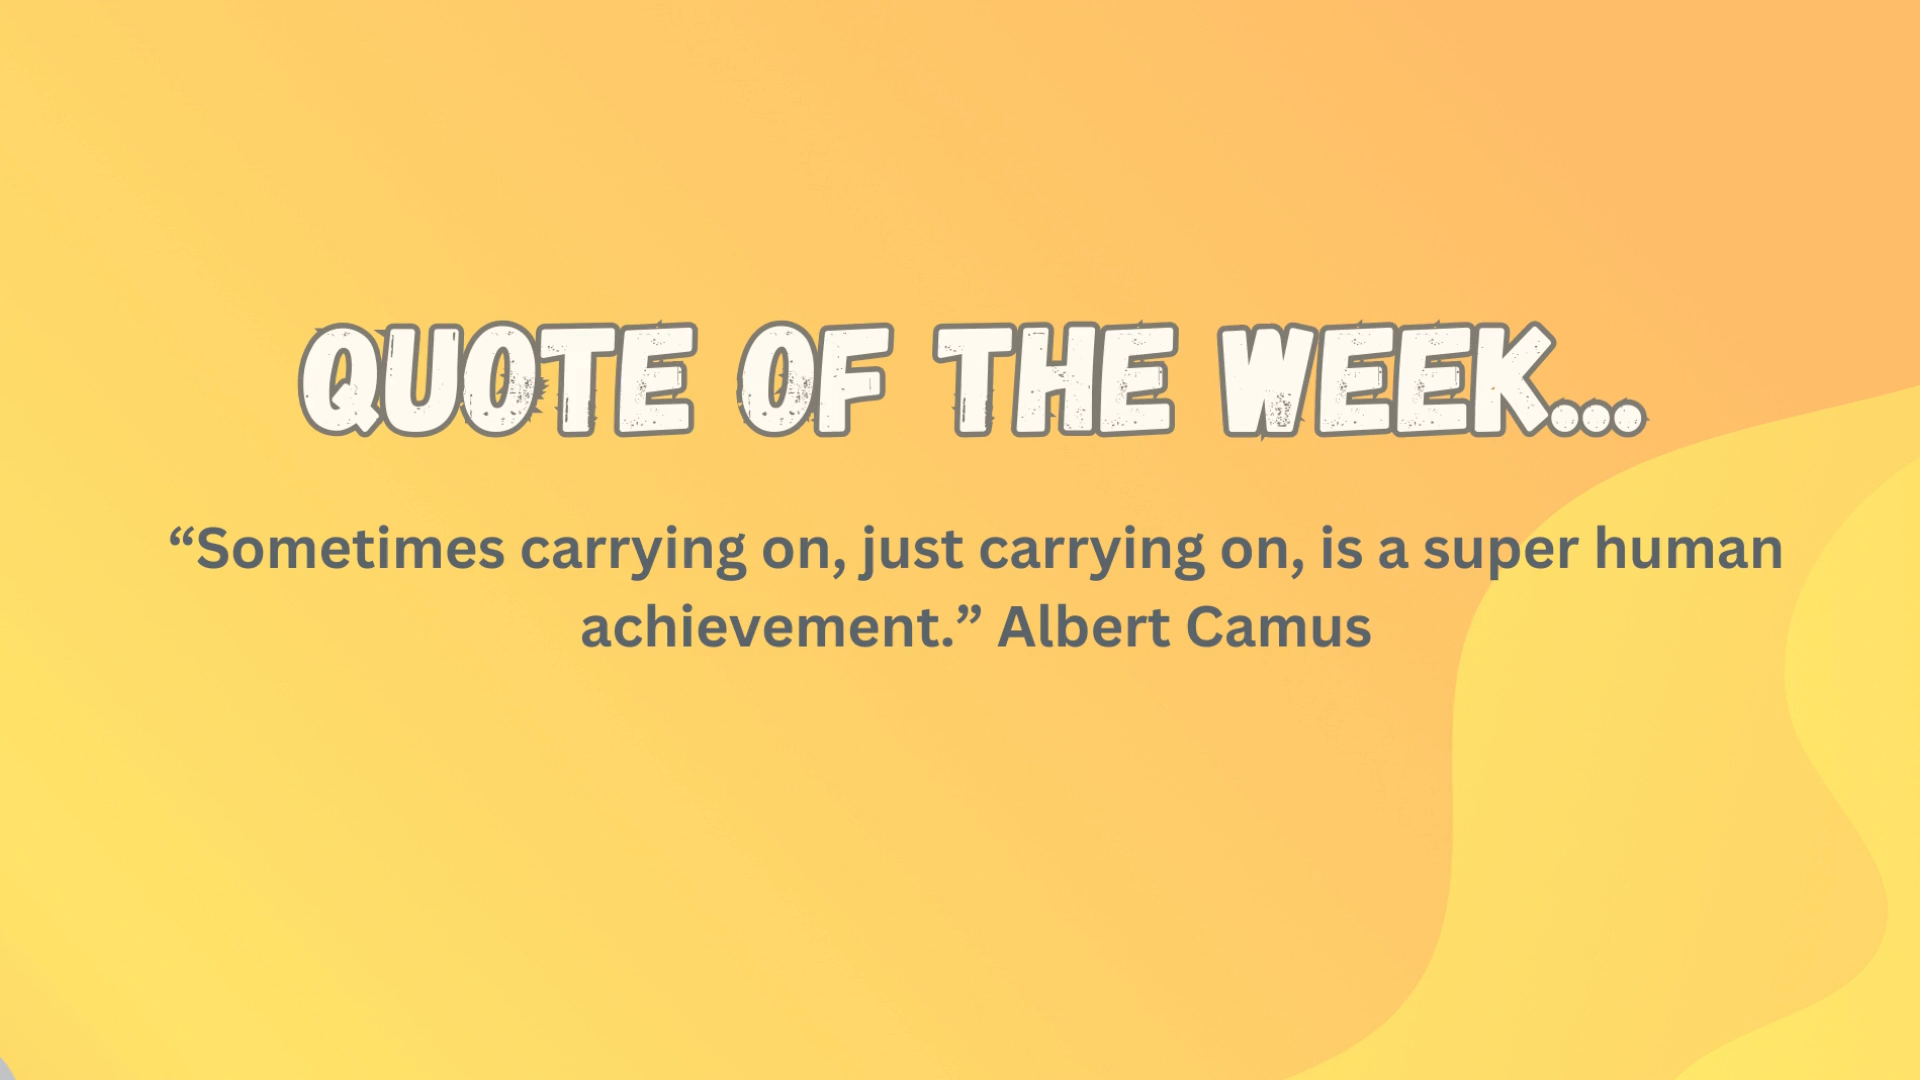 QUOTE OF THE WEEK...
“Sometimes carrying on, just carrying on, is a super human
achievement.” Albert Camus